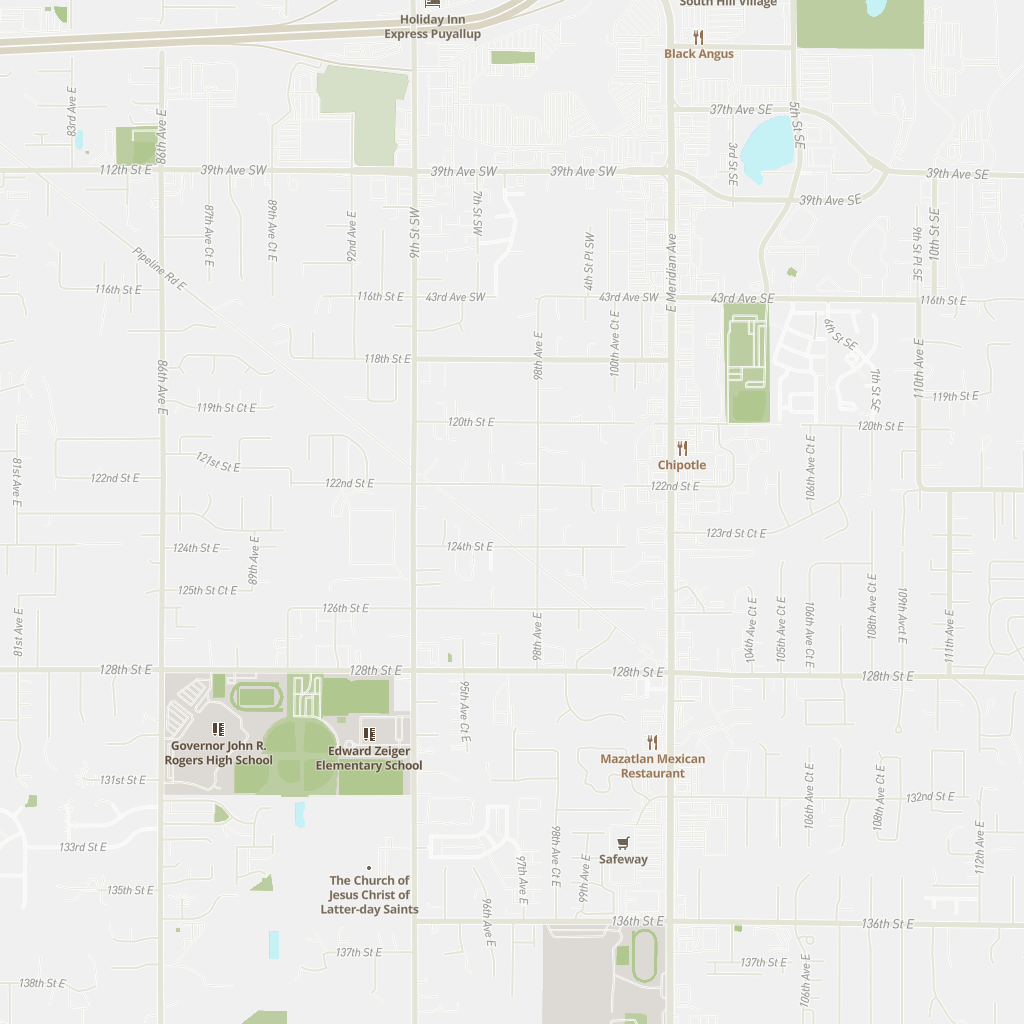 South Hill Village
Holiday Inn
Express Puyallup
Black Angus
83rd Ave E
86th Ave E
37th Ave SE
5th St SE
3rd St SE
112th St E
39th Ave SW
39th Ave SW
39th Ave SW
39th Ave SE
39th Ave SE
87th Ave Ct E
89th Ave Ct E
92nd Ave E
9th St SW
7th St SW
4th St Pl SW
E Meridian Ave
9th St Pl SE
10th St SE
Pipeline Rd E
116th St E
116th St E
43rd Ave SW
43rd Ave SW
43rd Ave SE
116th St E
98th Ave E
100th Ave Ct E
6th St SE
7th St SE
110th Ave E
118th St E
86th Ave E
119th St Ct E
119th St E
120th St E
120th St E
Chipotle
81st Ave E
121st St E
122nd St E
122nd St E
122nd St E
106th Ave Ct E
123rd St Ct E
124th St E
89th Ave E
124th St E
125th St Ct E
126th St E
81st Ave E
98th Ave E
104th Ave Ct E
105th Ave Ct E
106th Ave Ct E
108th Ave Ct E
109th Avct E
111th Ave E
128th St E
128th St E
128th St E
128th St E
95th Ave Ct E
Governor John R.
Rogers High School
Edward Zeiger
Elementary School
Mazatlan Mexican
Restaurant
131st St E
106th Ave Ct E
108th Ave Ct E
132nd St E
133rd St E
Safeway
97th Ave E
98th Ave Ct E
99th Ave E
112th Ave E
The Church of
Jesus Christ of
Latter-day Saints
135th St E
96th Ave E
136th St E
136th St E
137th St E
137th St E
106th Ave E
138th St E